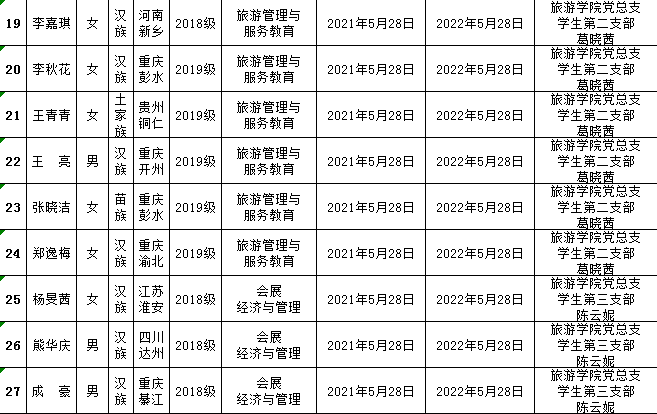 19 李嘉琪 女 汉族 河南新乡 2018级 旅游管理与服务教育 2021年5月28日 2022年5月28日 旅游学院党总支学生第二支部葛晓茜
20 李秋花 女 汉族 重庆彭水 2019级 旅游管理与服务教育 2021年5月28日 2022年5月28日 旅游学院党总支学生第二支部葛晓茜
21 王青青 女 土家族 贵州铜仁 2019级 旅游管理与服务教育 2021年5月28日 2022年5月28日 旅游学院党总支学生第二支部葛晓茜
22 王 亮 男 汉族 重庆开州 2019级 旅游管理与服务教育 2021年5月28日 2022年5月28日 旅游学院党总支学生第二支部葛晓茜
23 张晓洁 女 苗族 重庆彭水 2019级 旅游管理与服务教育 2021年5月28日 2022年5月28日 旅游学院党总支学生第二支部葛晓茜
24 郑逸梅 女 汉族 重庆渝北 2019级 旅游管理与服务教育 2021年5月28日 2022年5月28日 旅游学院党总支学生第二支部葛晓茜
25 杨旻茜 女 汉族 江苏淮安 2018级 会展经济与管理 2021年5月28日 2022年5月28日 旅游学院党总支学生第三支部陈云妮
26 熊华庆 男 汉族 四川达州 2018级 会展经济与管理 2021年5月28日 2022年5月28日 旅游学院党总支学生第三支部陈云妮
27 成 豪 男 汉族 重庆綦江 2018级 会展经济与管理 2021年5月28日 2022年5月28日 旅游学院党总支学生第三支部陈云妮